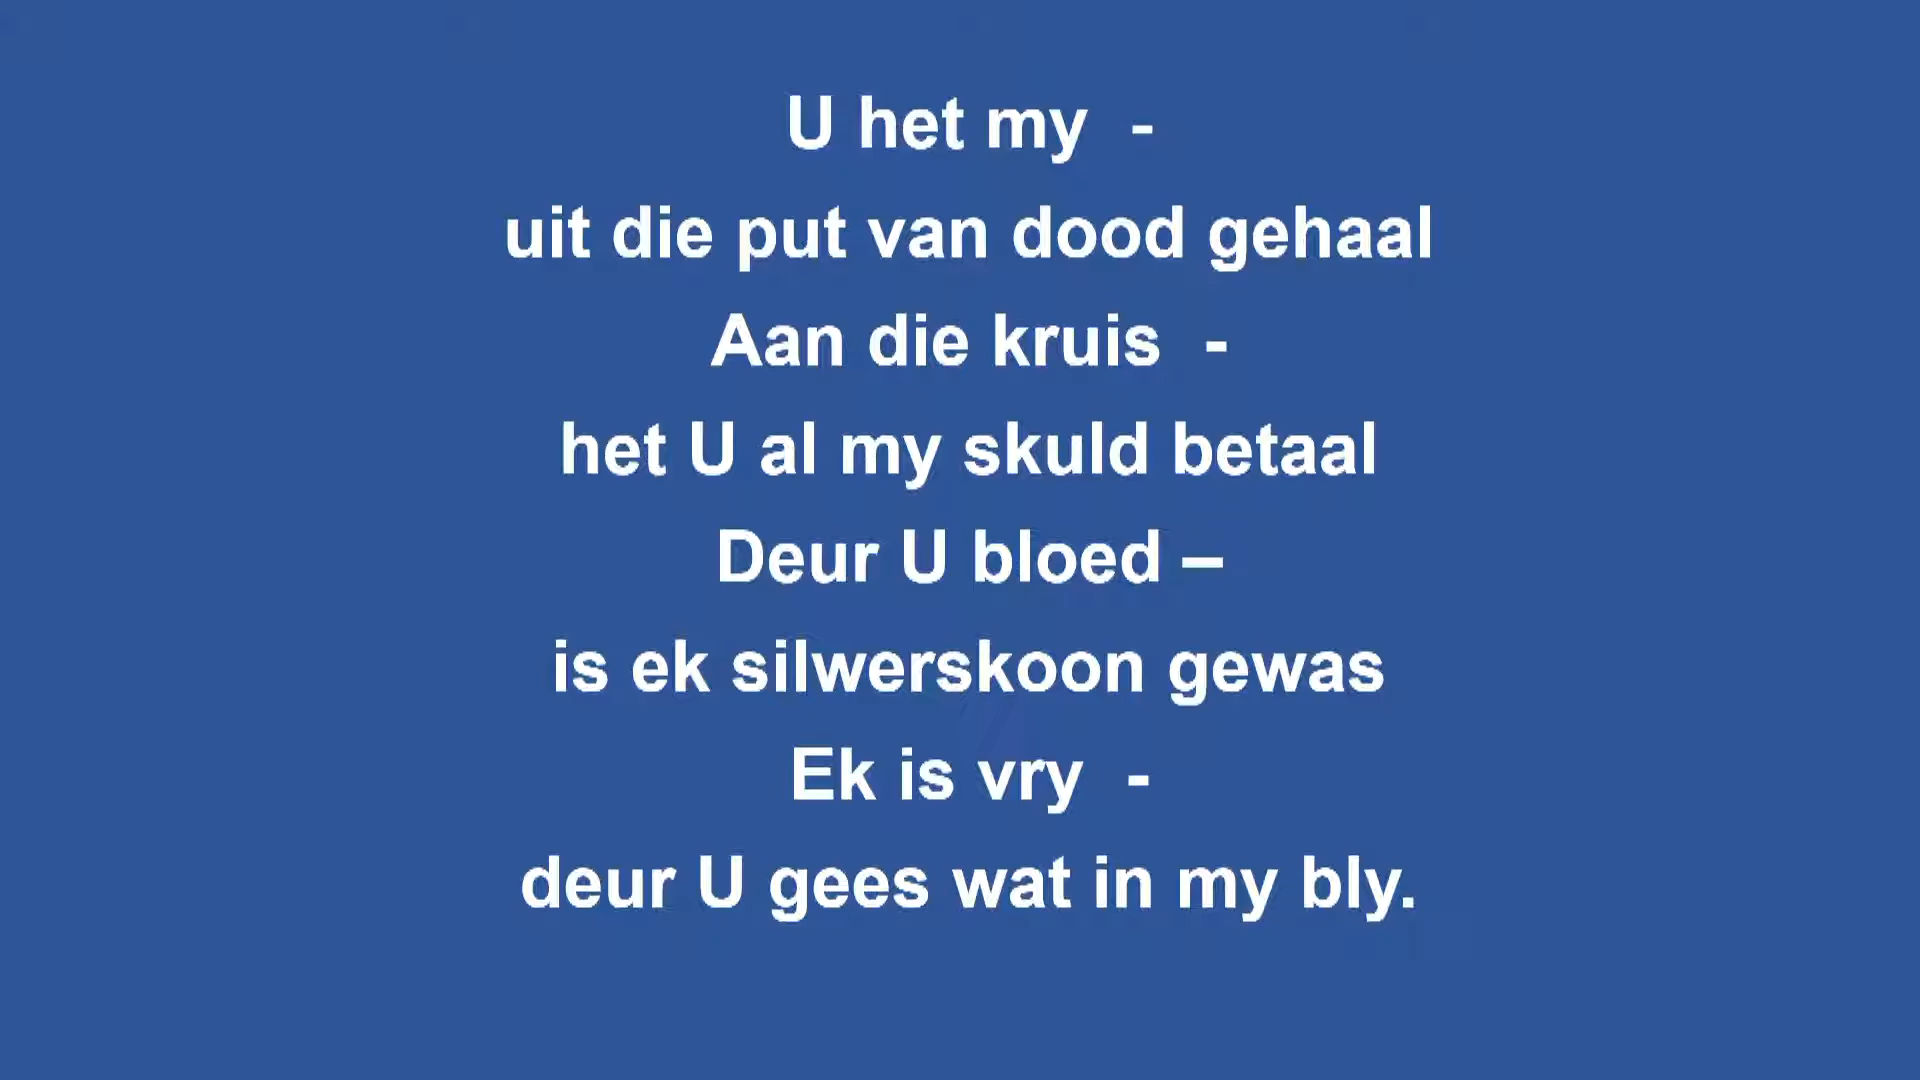 U het my  -
uit die put van dood gehaal
Aan die kruis  -
het U al my skuld betaal
Deur U bloed –
is ek silwerskoon gewas
Ek is vry  -
deur U gees wat in my bly.